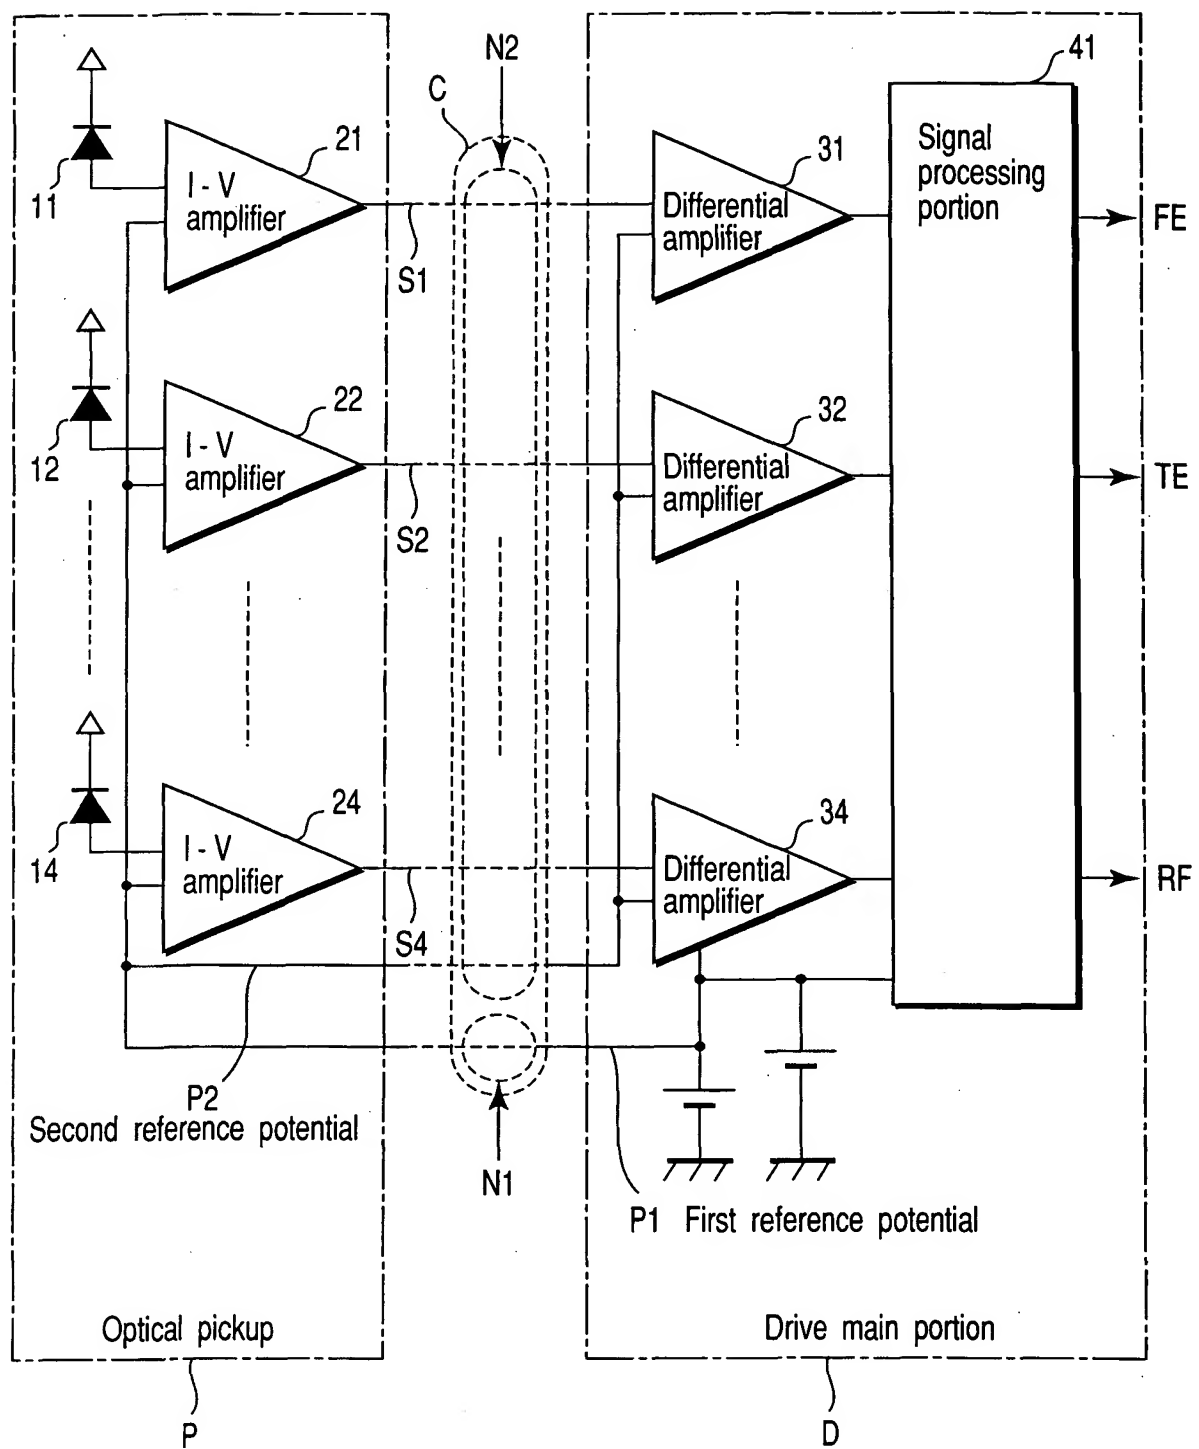 N2
41
C
21
31
Signal
processing
portion
I - V
amplifier
11
Differential
amplifier
FE
S1
22
32
I - V
amplifier
12
Differential
amplifier
TE
S2
24
34
I - V
amplifier
14
Differential
amplifier
RF
S4
P2
Second reference potential
N1
P1 First reference potential
Optical pickup
Drive main portion
P
D